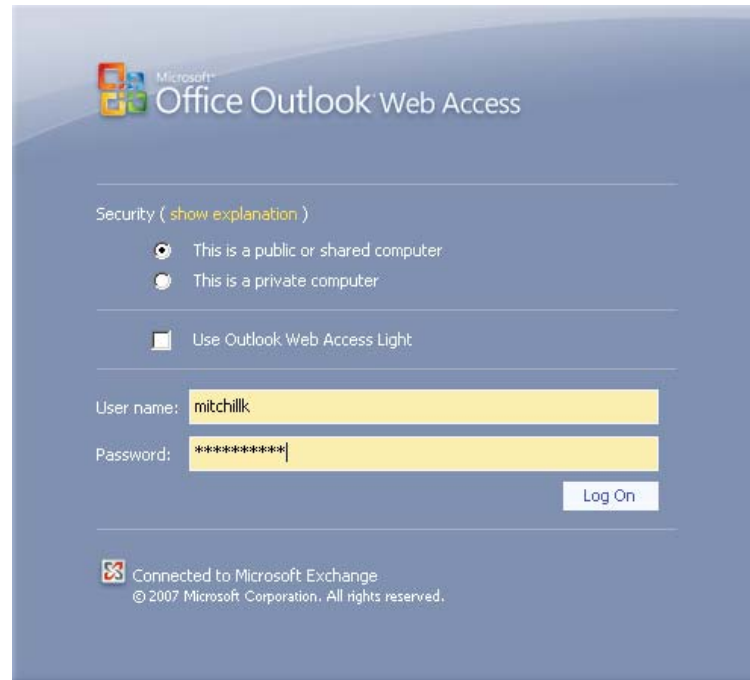 Microsoft®
Office Outlook Web Access
Security ( show explanation )
This is a public or shared computer
This is a private computer
Use Outlook Web Access Light
User name: mitchillk
Password: **********
Log On
Connected to Microsoft Exchange
© 2007 Microsoft Corporation. All rights reserved.